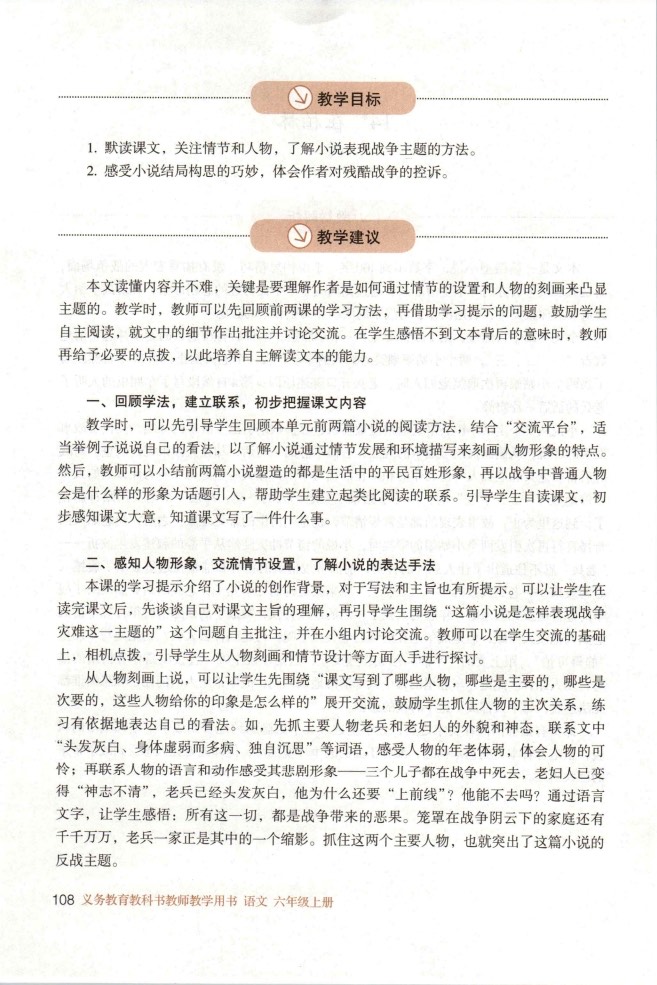 教学目标
1. 默读课文，关注情节和人物，了解小说表现战争主题的方法。
2. 感受小说结局构思的巧妙，体会作者对残酷战争的控诉。
教学建议
本文读懂内容并不难，关键是要理解作者是如何通过情节的设置和人物的刻画来凸显
主题的。教学时，教师可以先回顾前两课的学习方法，再借助学习提示的问题，鼓励学生
自主阅读，就文中的细节作出批注并讨论交流。在学生感悟不到文本背后的意味时，教师
再给予必要的点拨，以此培养自主解读文本的能力。
一、回顾学法，建立联系，初步把握课文内容
教学时，可以先引导学生回顾本单元前两篇小说的阅读方法，结合“交流平台”，适
当举例子说说自己的看法，以了解小说通过情节发展和环境描写来刻画人物形象的特点。
然后，教师可以小结前两篇小说塑造的都是生活中的平民百姓形象，再以战争中普通人物
会是什么样的形象为话题引入，帮助学生建立起类比阅读的联系。引导学生自读课文，初
步感知课文大意，知道课文写了一件什么事。
二、感知人物形象，交流情节设置，了解小说的表达手法
本课的学习提示介绍了小说的创作背景，对于写法和主旨也有所提示。可以让学生在
读完课文后，先谈谈自己对课文主旨的理解，再引导学生围绕“这篇小说是怎样表现战争
灾难这一主题的”这个问题自主批注，并在小组内讨论交流。教师可以在学生交流的基础
上，相机点拨，引导学生从人物刻画和情节设计等方面入手进行探讨。
从人物刻画上说，可以让学生先围绕“课文写到了哪些人物，哪些是主要的，哪些是
次要的，这些人物给你的印象是怎么样的”展开交流，鼓励学生抓住人物的主次关系，练
习有依据地表达自己的看法。如，先抓主要人物老兵和老妇人的外貌和神态，联系文中
“头发灰白、身体虚弱而多病、独自沉思”等词语，感受人物的年老体弱，体会人物的可
怜；再联系人物的语言和动作感受其悲剧形象——三个儿子都在战争中死去，老妇人已变
得“神志不清”，老兵已经头发灰白，他为什么还要“上前线”？他能不去吗？通过语言
文字，让学生感悟：所有这一切，都是战争带来的恶果。笼罩在战争阴云下的家庭还有
千千万万，老兵一家正是其中的一个缩影。抓住这两个主要人物，也就突出了这篇小说的
反战主题。
108 义务教育教科书教师教学用书 语文 六年级上册